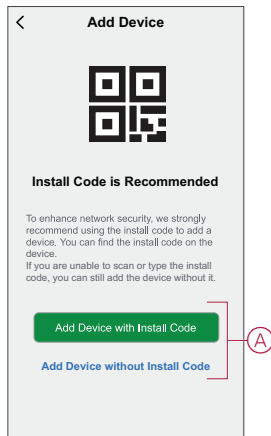 Add Device
Install Code is Recommended
To enhance network security, we strongly
recommend using the install code to add a
device. You can find the install code on the
device.
If you are unable to scan or type the install
code, you can still add the device without it.
Add Device with Install Code
A
Add Device without Install Code